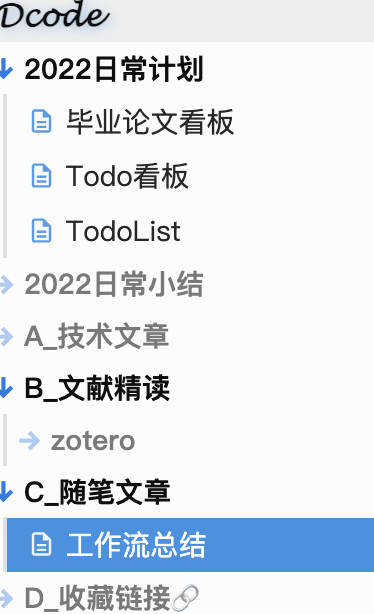 Dcode
2022日常计划
毕业论文看板
Todo看板
TodoList
2022日常小结
A_技术文章
B_文献精读
zotero
C_随笔文章
工作流总结
D_收藏链接🔗